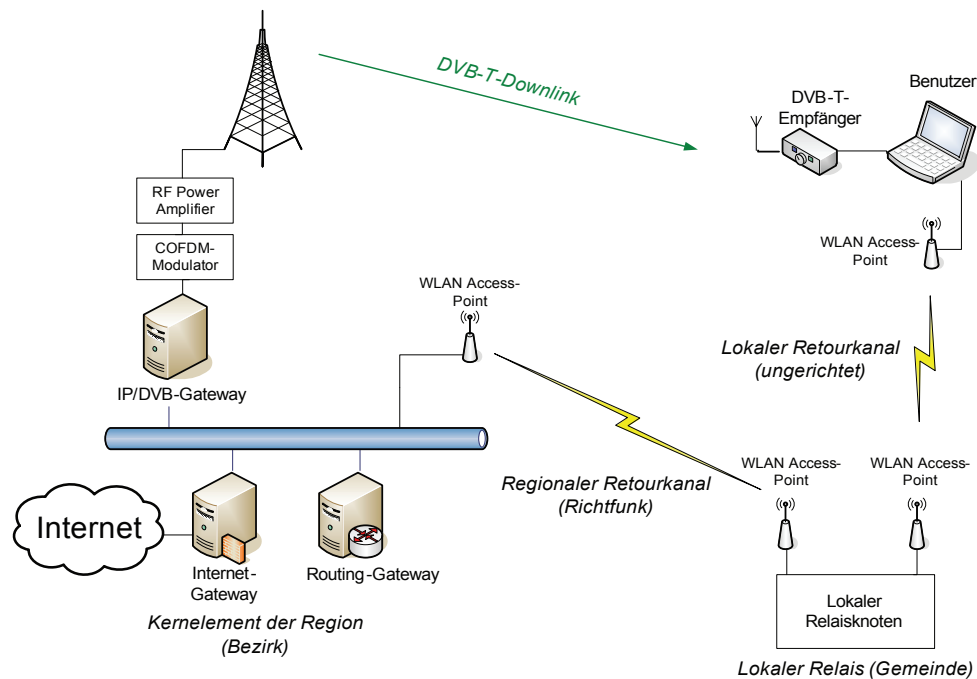 DVB-T-Downlink
Benutzer
DVB-T-
Empfänger
RF Power
Amplifier
COFDM-
Modulator
WLAN Access-
Point
WLAN Access-
Point
IP/DVB-Gateway
Lokaler Retourkanal
(ungerichtet)
WLAN Access-
Point
WLAN Access-
Point
Regionaler Retourkanal
(Richtfunk)
Internet
Internet-
Gateway
Routing-Gateway
Kernelement der Region
(Bezirk)
Lokaler
Relaisknoten
Lokaler Relais (Gemeinde)